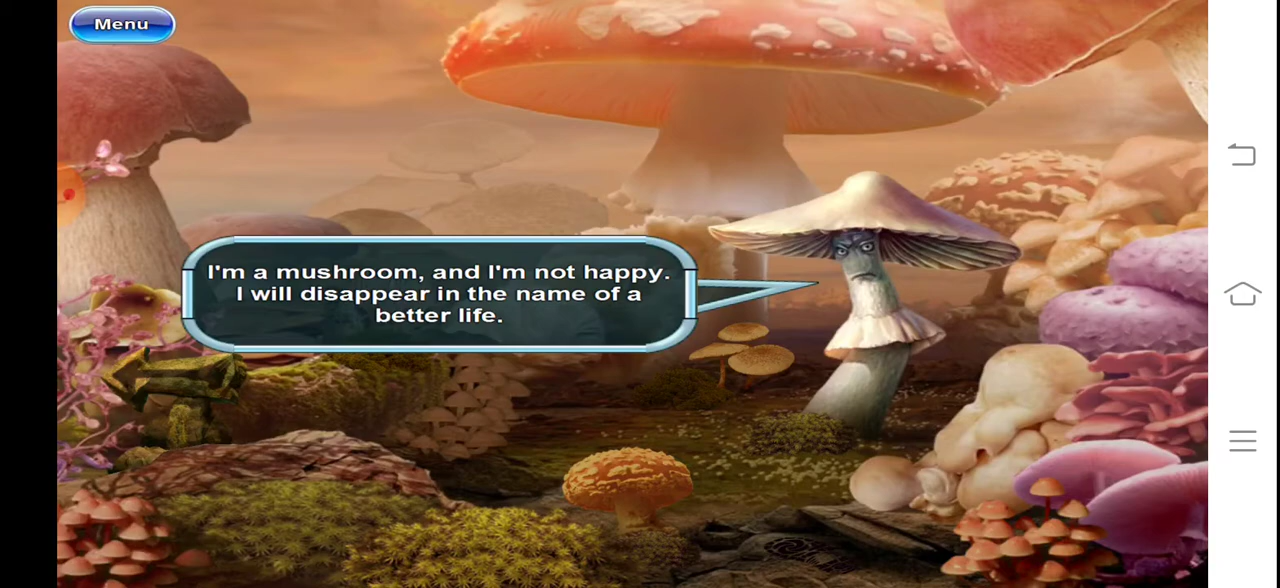 Menu
I'm a mushroom, and I'm not happy.
I will disappear in the name of a
better life.